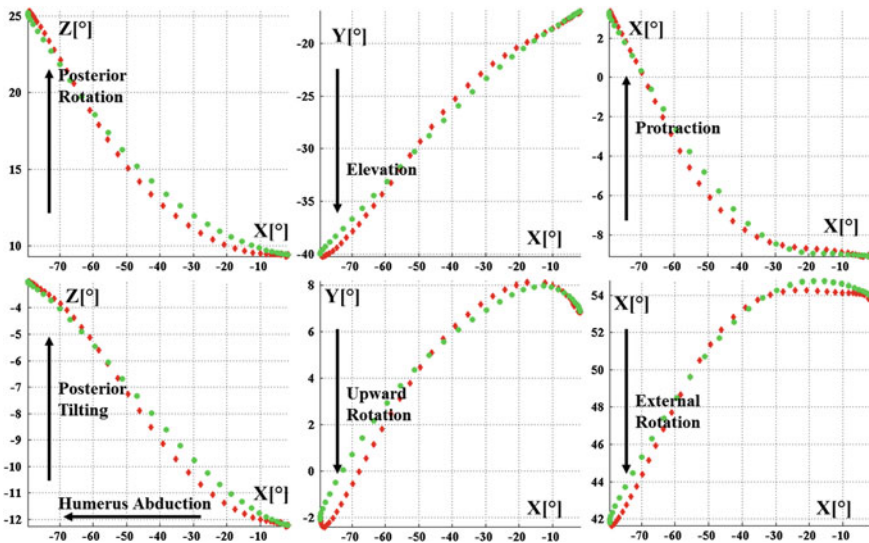 25
20
15
10
Z[°]
Posterior
Rotation
X[°]
-70 -60 -50 -40 -30 -20 -10
-20
-25
-30
-35
-40
Y[°]
Elevation
X[°]
-70 -60 -50 -40 -30 -20 -10
2
0
-2
-4
-6
-8
X[°]
Protraction
X[°]
-70 -60 -50 -40 -30 -20 -10
-4
-5
-6
-7
-8
-9
-10
-11
-12
Z[°]
Posterior
Tilting
X[°]
Humerus Abduction
-70 -60 -50 -40 -30 -20 -10
8
6
4
2
0
-2
Y[°]
Upward
Rotation
X[°]
-70 -60 -50 -40 -30 -20 -10
54
52
50
48
46
44
42
X[°]
External
Rotation
X[°]
-70 -60 -50 -40 -30 -20 -10